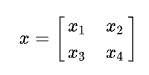 x = [ x₁ x₂
x₃ x₄ ]